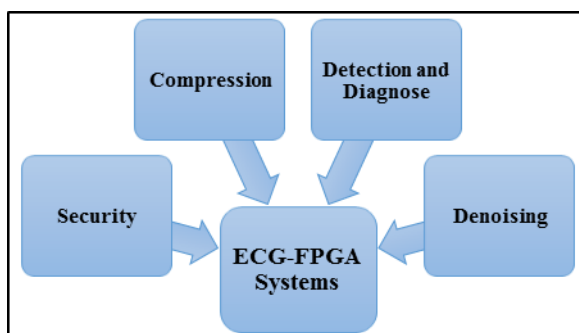 Compression
Detection and
Diagnose
Security
Denoising
ECG-FPGA
Systems